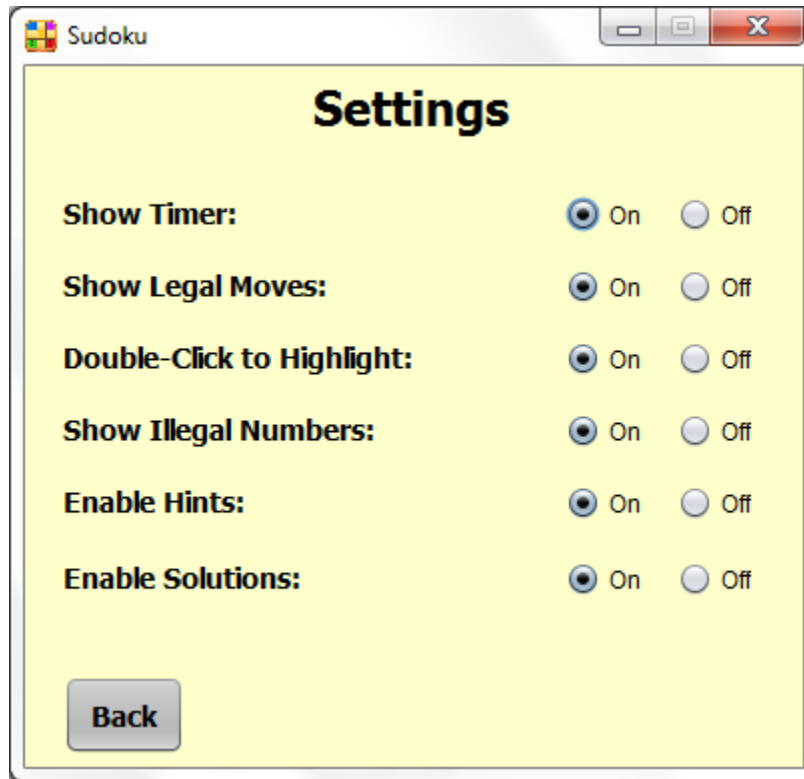 Sudoku
Settings
Show Timer: On Off
Show Legal Moves: On Off
Double-Click to Highlight: On Off
Show Illegal Numbers: On Off
Enable Hints: On Off
Enable Solutions: On Off
Back